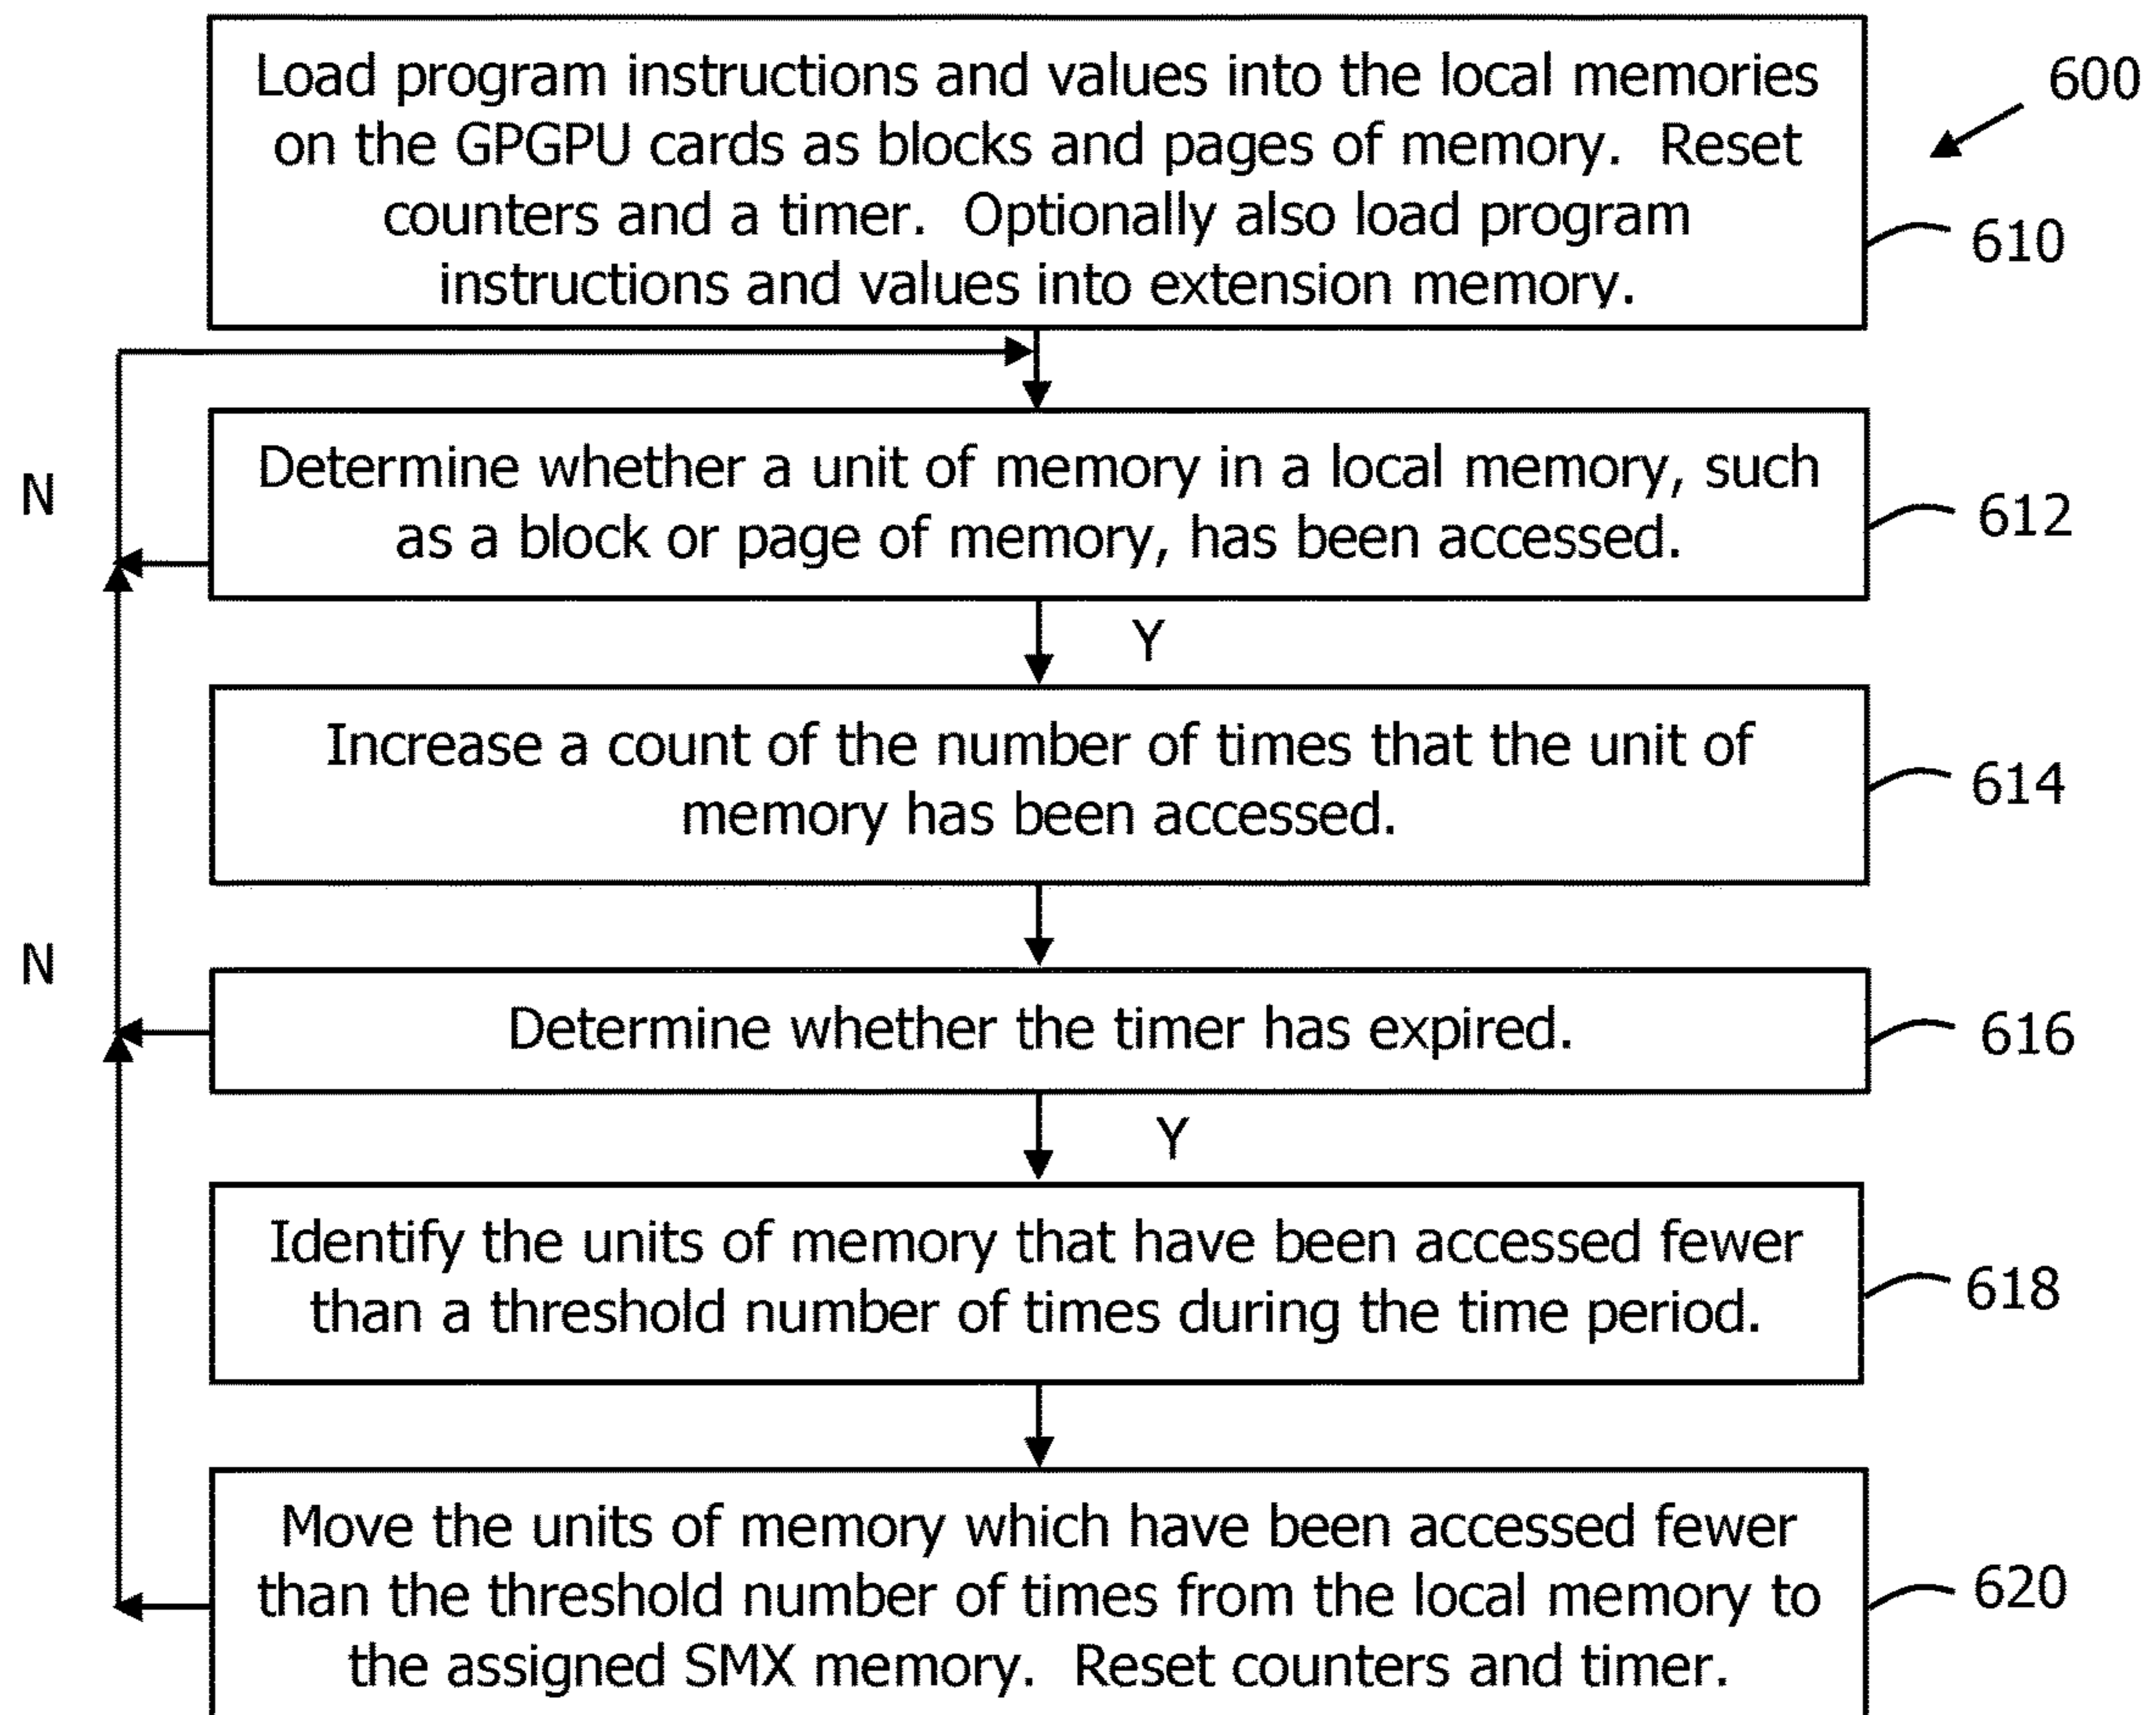 Load program instructions and values into the local memories
on the GPGPU cards as blocks and pages of memory.  Reset
counters and a timer.  Optionally also load program
instructions and values into extension memory.
600
610
Determine whether a unit of memory in a local memory, such
as a block or page of memory, has been accessed.
N
612
Y
Increase a count of the number of times that the unit of
memory has been accessed.
614
N
Determine whether the timer has expired.
616
Y
Identify the units of memory that have been accessed fewer
than a threshold number of times during the time period.
618
Move the units of memory which have been accessed fewer
than the threshold number of times from the local memory to
the assigned SMX memory.  Reset counters and timer.
620